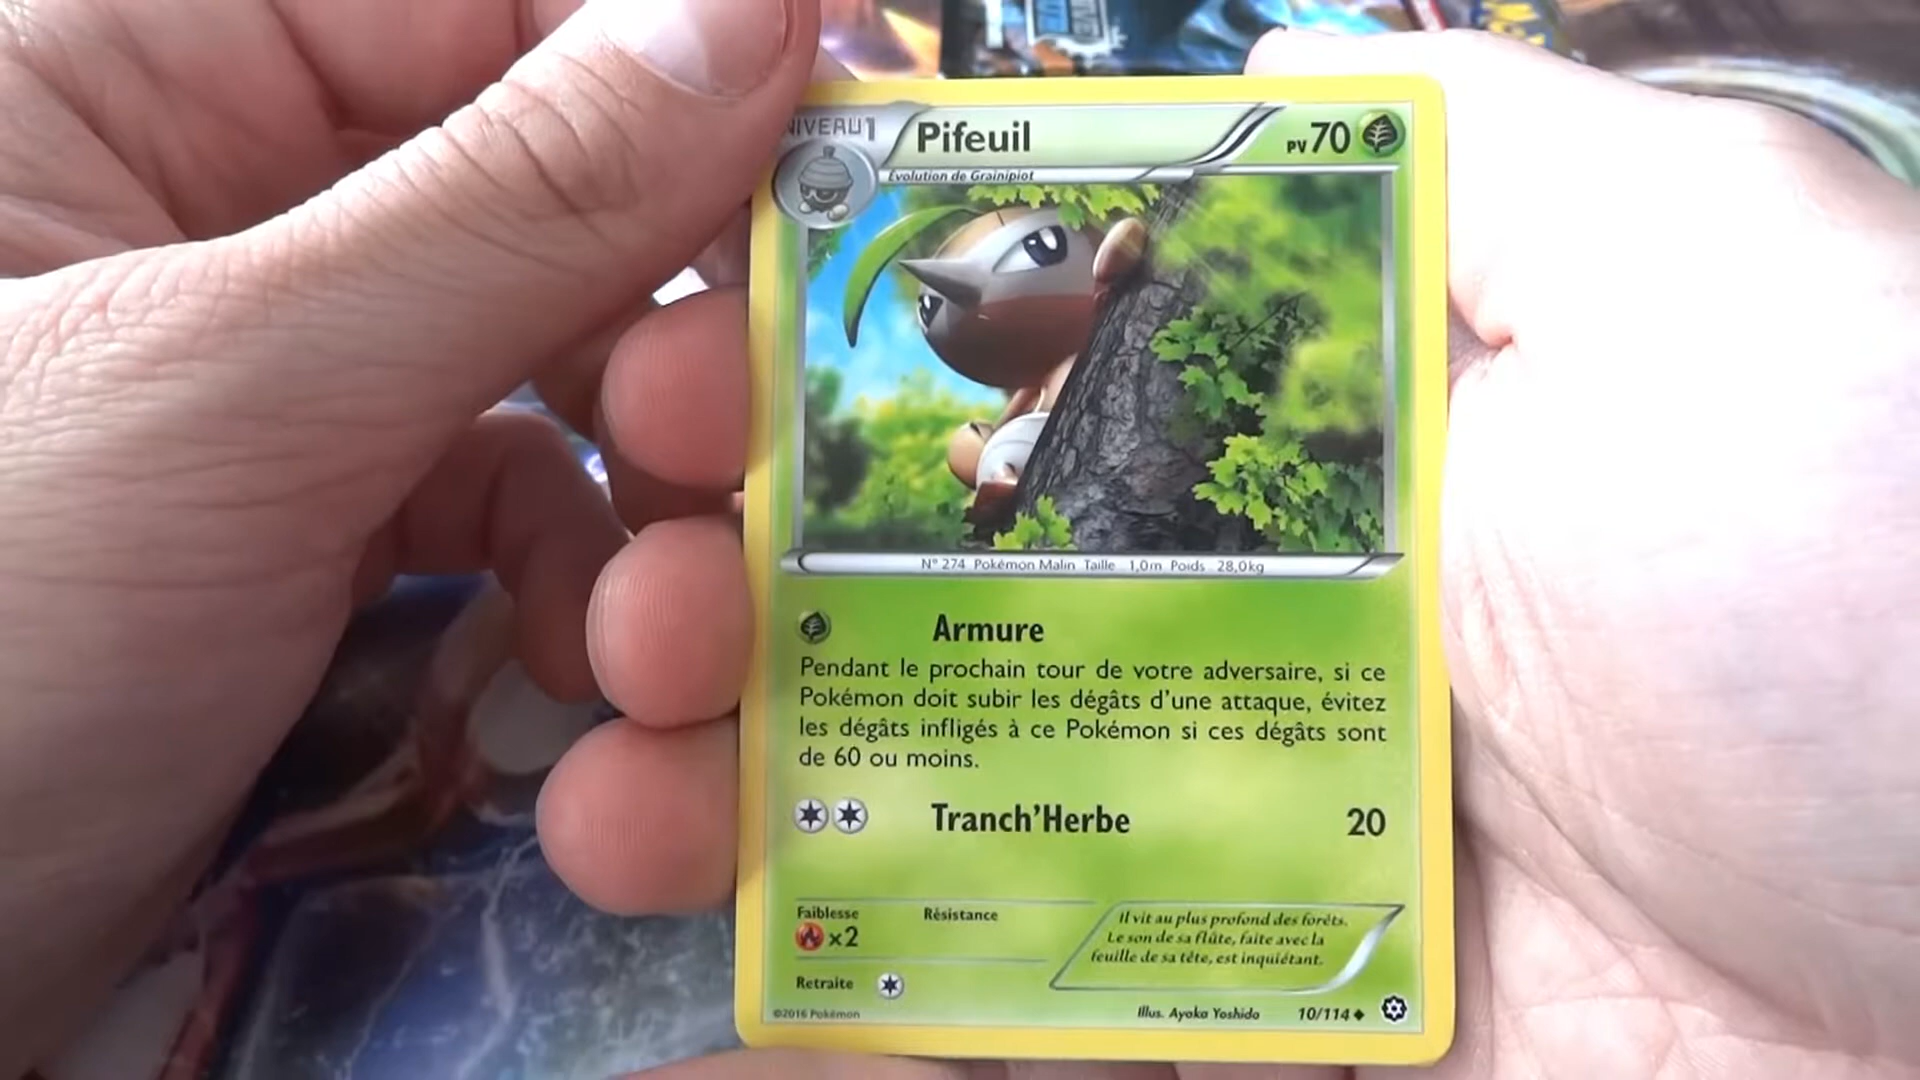 NIVEAU 1
Pifeuil
PV 70
Évolution de Grainipiot
N° 274 Pokémon Malin Taille 1,0m Poids 28,0kg
Armure
Pendant le prochain tour de votre adversaire, si ce
Pokémon doit subir les dégâts d'une attaque, évitez
les dégâts infligés à ce Pokémon si ces dégâts sont
de 60 ou moins.
Tranch'Herbe 20
Faiblesse
x2
Résistance
Il vit au plus profond des forêts.
Le son de sa flûte, faite avec la
feuille de sa tête, est inquiétant.
Retraite
©2016 Pokémon
Illus. Ayaka Yoshida
10/114